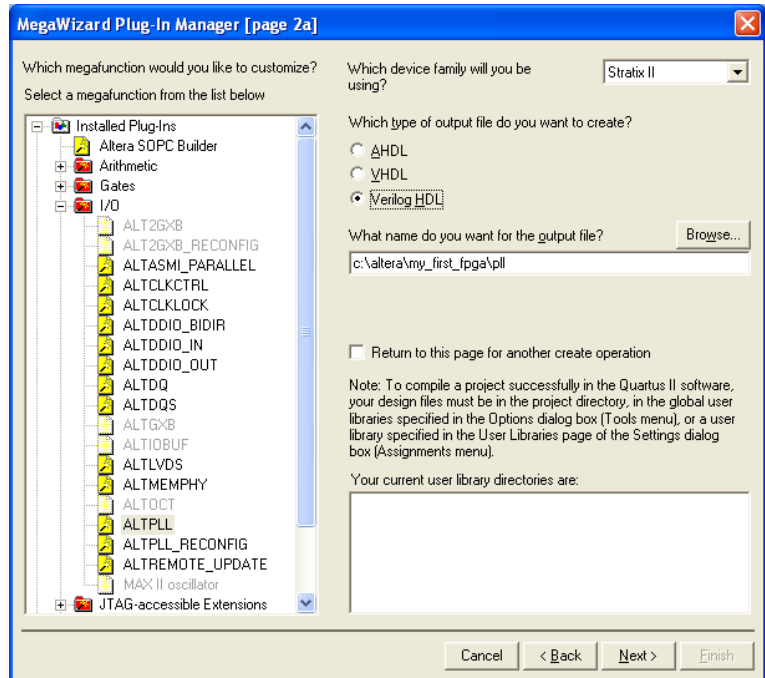 MegaWizard Plug-In Manager [page 2a]
Which megafunction would you like to customize?
Select a megafunction from the list below
Installed Plug-Ins
Altera SOPC Builder
Arithmetic
Gates
I/O
ALT2GXB
ALT2GXB_RECONFIG
ALTASMI_PARALLEL
ALTCLKCTRL
ALTCLKLOCK
ALTDDIO_BIDIR
ALTDDIO_IN
ALTDDIO_OUT
ALTDQ
ALTDQS
ALTGXB
ALTIOBUF
ALTLVDS
ALTMEMPHY
ALTOCT
ALTPLL
ALTPLL_RECONFIG
ALTREMOTE_UPDATE
MAX II oscillator
JTAG-accessible Extensions
Which device family will you be
using?
Stratix II
Which type of output file do you want to create?
AHDL
VHDL
Verilog HDL
What name do you want for the output file?
Browse...
c:\altera\my_first_fpga\pll
Return to this page for another create operation
Note: To compile a project successfully in the Quartus II software,
your design files must be in the project directory, in the global user
libraries specified in the Options dialog box (Tools menu), or a user
library specified in the User Libraries page of the Settings dialog
box (Assignments menu).
Your current user library directories are:
Cancel
< Back
Next >
Finish